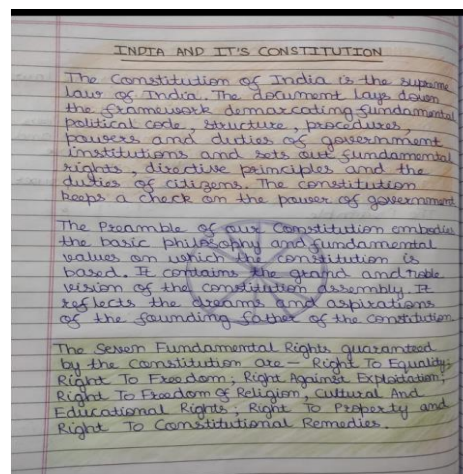 INDIA AND IT'S CONSTITUTION
The Constitution of India is the supreme
law of India. The document lays down
the framework demarcating fundamental
political code, structure, procedures,
powers and duties of government
institutions and sets out fundamental
rights, directive principles and the
duties of citizens. The constitution
keeps a check on the power of government
The Preamble of our Constitution embodies
the basic philosophy and fundamental
values on which the constitution is
based. It contains the grand and noble
vision of the constitution assembly. It
reflects the dreams and aspirations
of the founding father of the constitution
The Seven Fundamental Rights guaranteed
by the constitution are - Right To Equality;
Right To Freedom; Right Against Exploitation;
Right To Freedom Of Religion, Cultural And
Educational Rights; Right To Property and
Right To Constitutional Remedies.